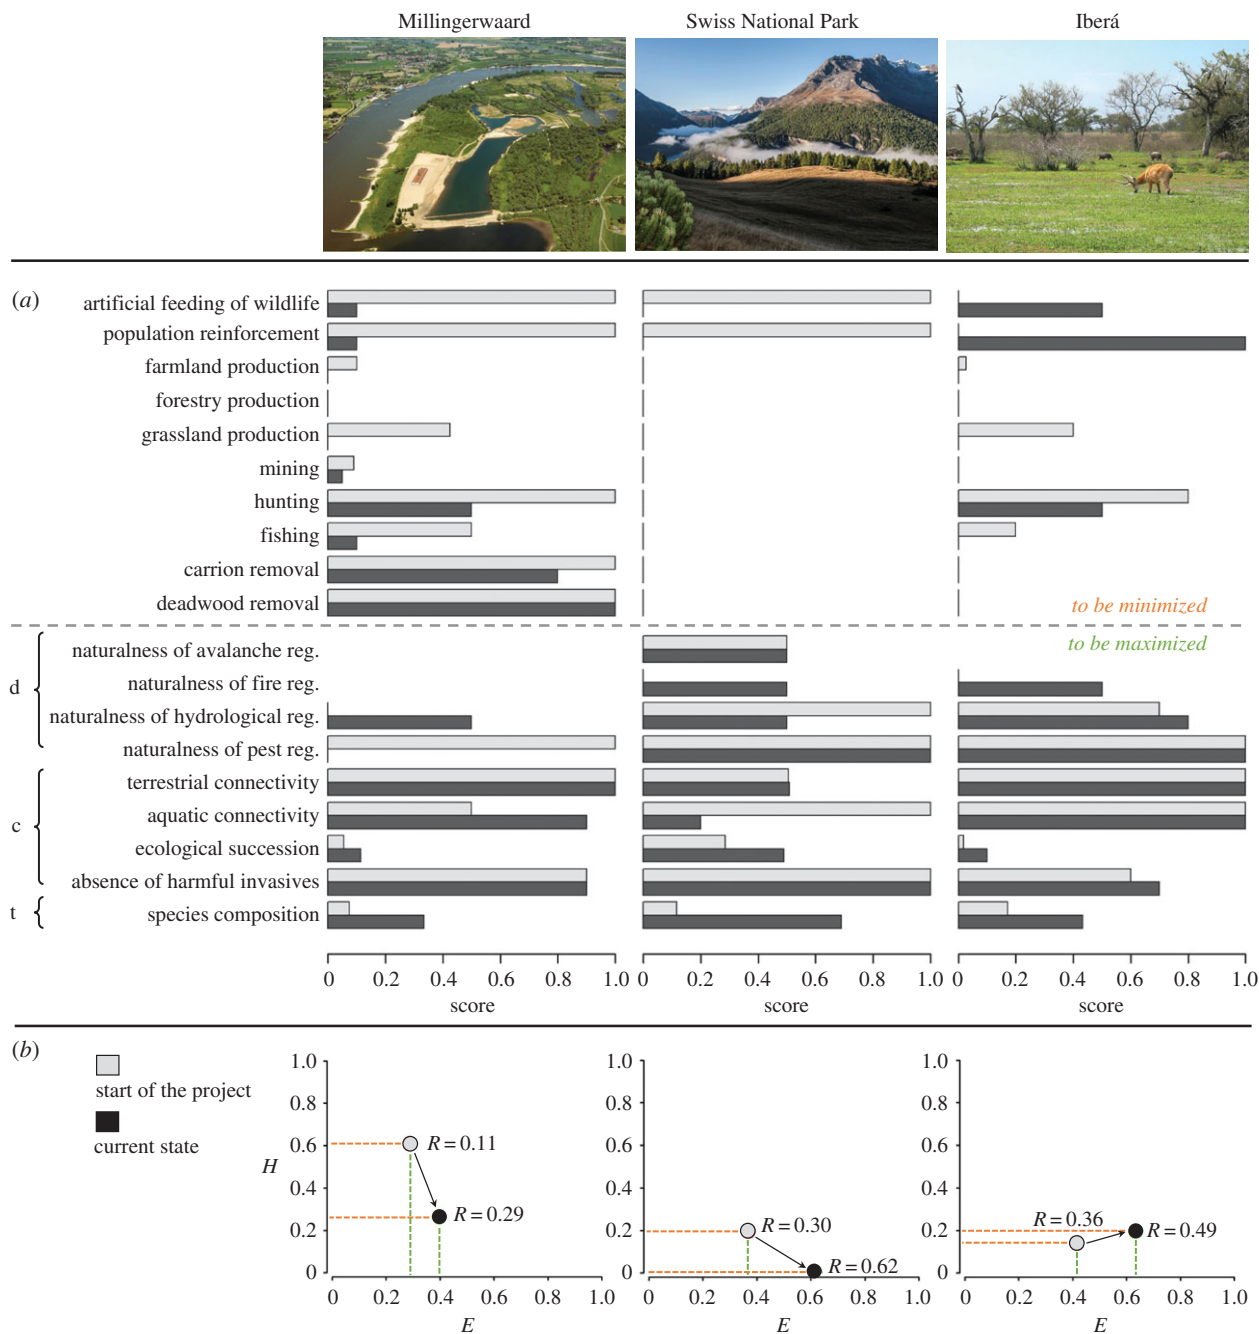 Millingerwaard Swiss National Park Iberá
(a)
artificial feeding of wildlife
population reinforcement
farmland production
forestry production
grassland production
mining
hunting
fishing
carrion removal
deadwood removal
to be minimized
to be maximized
d
naturalness of avalanche reg.
naturalness of fire reg.
naturalness of hydrological reg.
naturalness of pest reg.
c
terrestrial connectivity
aquatic connectivity
ecological succession
absence of harmful invasives
t
species composition
0 0.2 0.4 0.6 0.8 1.0 0 0.2 0.4 0.6 0.8 1.0 0 0.2 0.4 0.6 0.8 1.0
score score score
(b)
start of the project
current state
H
1.0
0.8
0.6
0.4
0.2
0
R = 0.11
R = 0.29
0 0.2 0.4 0.6 0.8 1.0
E
1.0
0.8
0.6
0.4
0.2
0
R = 0.30
R = 0.62
0 0.2 0.4 0.6 0.8 1.0
E
1.0
0.8
0.6
0.4
0.2
0
R = 0.36
R = 0.49
0 0.2 0.4 0.6 0.8 1.0
E